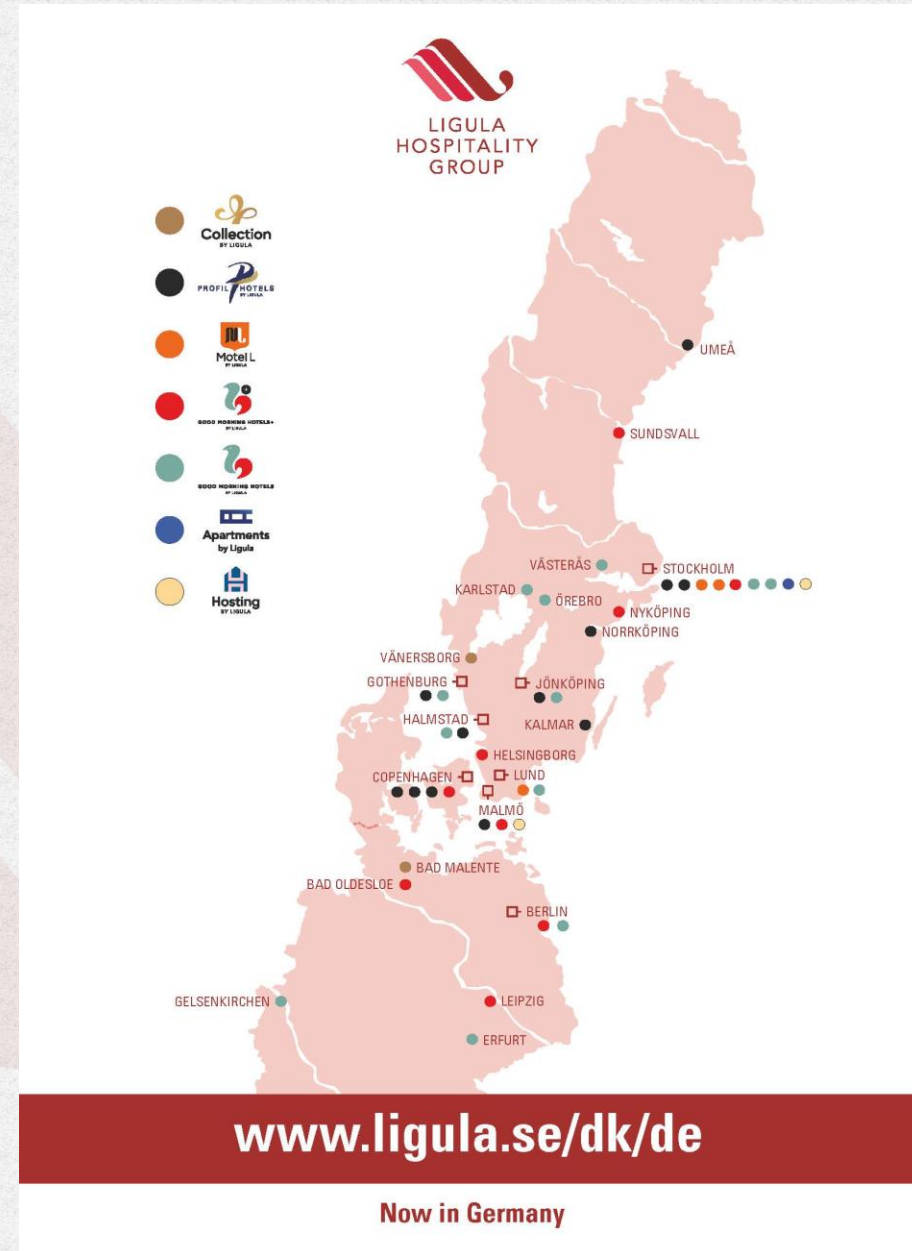 LIGULA
HOSPITALITY
GROUP
Collection
BY LIGULA
PROFIL HOTELS
BY LIGULA
Motel L
BY LIGULA
GOOD MORNING HOTELS+
BY LIGULA
GOOD MORNING HOTELS
BY LIGULA
Apartments
by Ligula
Hosting
BY LIGULA
UMEÅ
SUNDSVALL
VÄSTERÅS
STOCKHOLM
KARLSTAD
ÖREBRO
NYKÖPING
NORRKÖPING
VÄNERSBORG
GOTHENBURG
JÖNKÖPING
HALMSTAD
KALMAR
HELSINGBORG
COPENHAGEN
LUND
MALMÖ
BAD MALENTE
BAD OLDESLOE
BERLIN
GELSENKIRCHEN
LEIPZIG
ERFURT
www.ligula.se/dk/de
Now in Germany